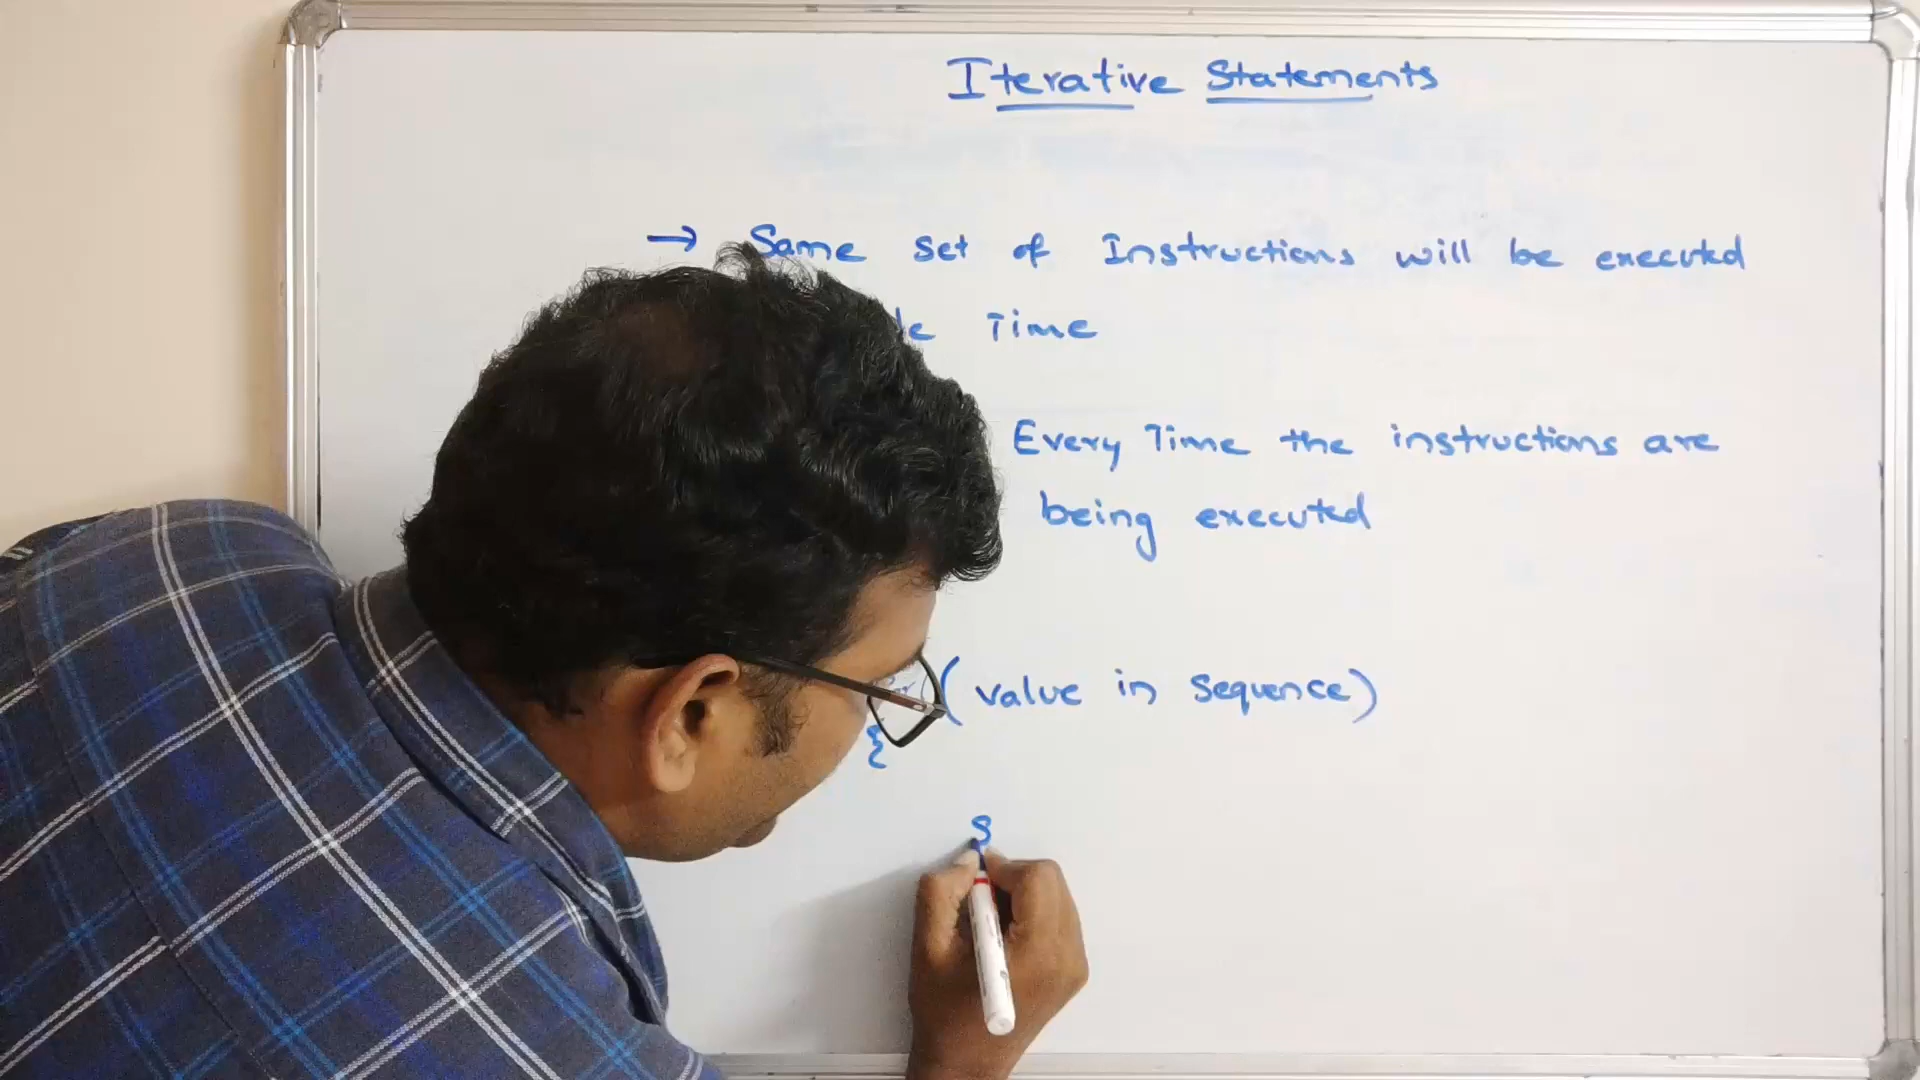 Iterative Statements
→ Same set of Instructions will be executed
Time
Every Time the instructions are
being executed
(value in sequence)
{
S